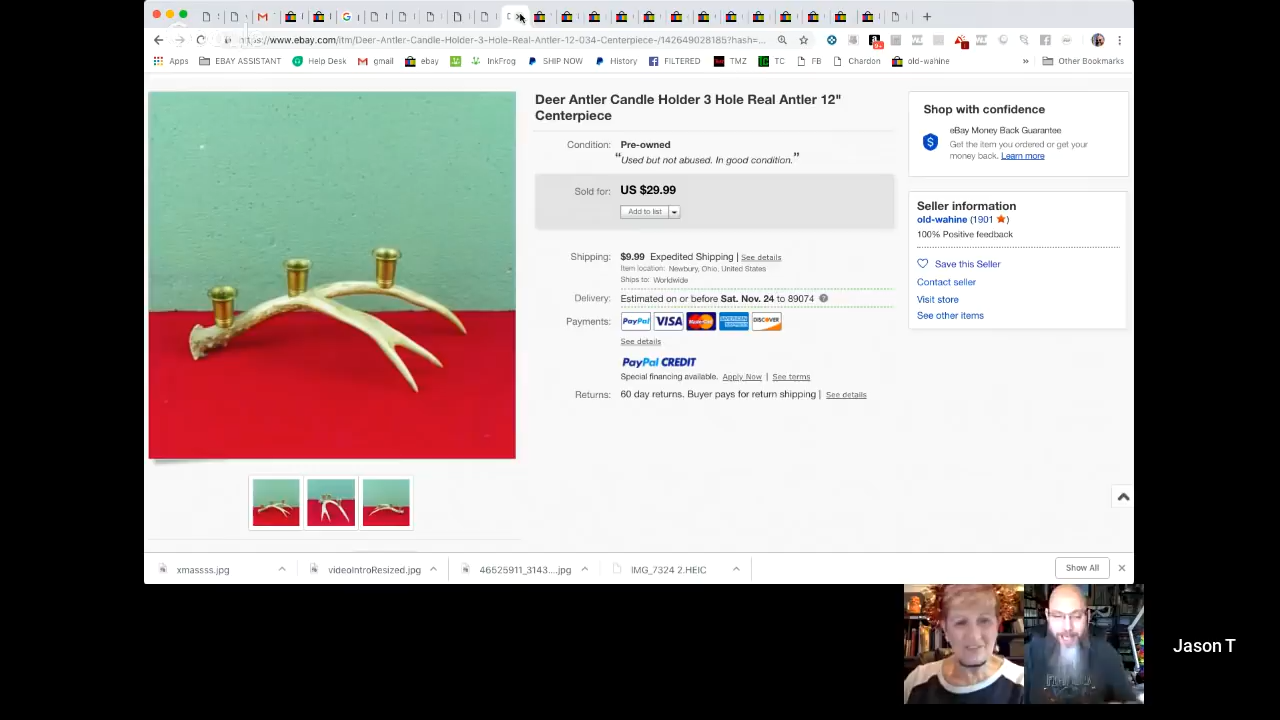 https://www.ebay.com/itm/Deer-Antler-Candle-Holder-3-Hole-Real-Antler-12-034-Centerpiece-/142649028185?hash=...
Apps EBAY ASSISTANT Help Desk gmail ebay InkFrog SHIP NOW History FILTERED TMZ TC FB Chardon old-wahine » Other Bookmarks
Deer Antler Candle Holder 3 Hole Real Antler 12"
Centerpiece
Condition: Pre-owned
“Used but not abused. In good condition.”
Sold for: US $29.99
Add to list
Shipping: $9.99 Expedited Shipping | See details
Item location: Newbury, Ohio, United States
Ships to: Worldwide
Delivery: Estimated on or before Sat. Nov. 24 to 89074
Payments: PayPal VISA MasterCard AMERICAN EXPRESS DISCOVER
See details
PayPal CREDIT
Special financing available. Apply Now | See terms
Returns: 60 day returns. Buyer pays for return shipping | See details
Shop with confidence
eBay Money Back Guarantee
Get the item you ordered or get your
money back. Learn more
Seller information
old-wahine (1901)
100% Positive feedback
Save this Seller
Contact seller
Visit store
See other items
xmassss.jpg videoIntroResized.jpg 46525911_3143....jpg IMG_7324 2.HEIC Show All
Jason T